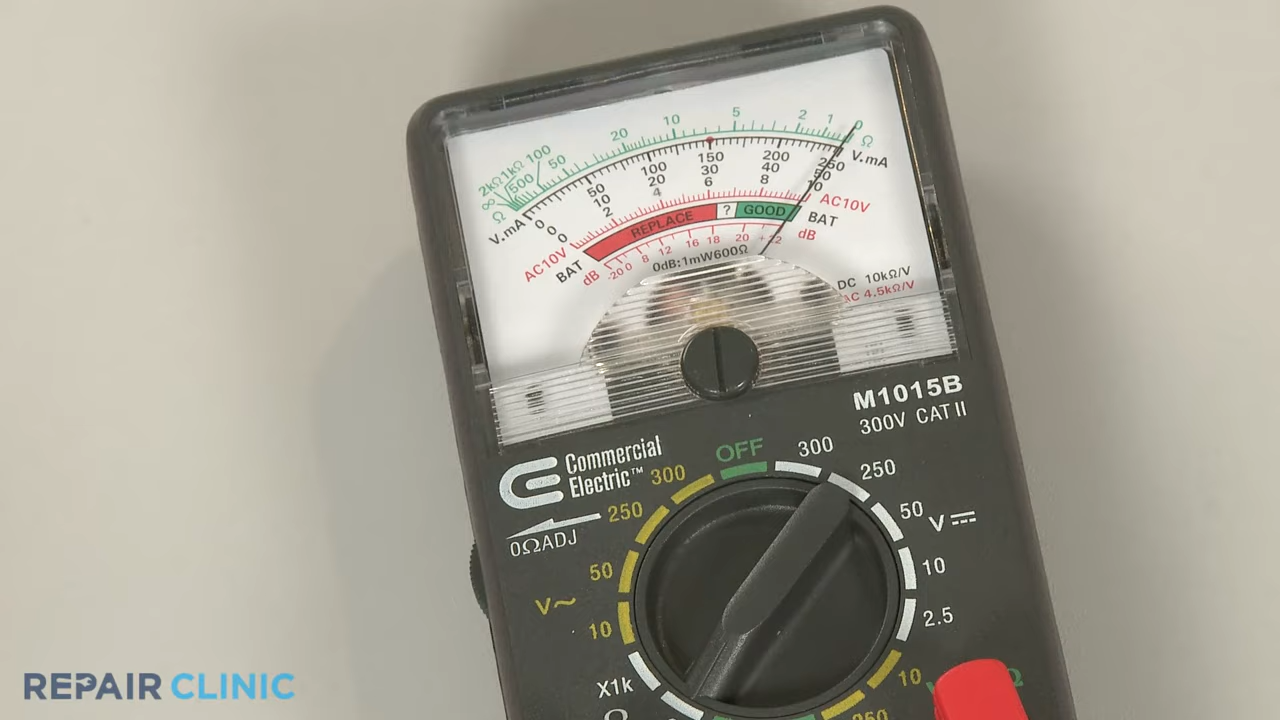 20 10 5 2 1 0 Ω
2kΩ 1kΩ 100 50
∞ 500
Ω
0 50 100 150 200 250 V.mA
V.mA 0 10 20 30 40 50
0 2 4 6 8 10
AC10V AC10V
BAT REPLACE ? GOOD BAT
dB -20 0 8 12 16 18 20 +22 dB
0dB:1mW600Ω
DC 10kΩ/V
AC 4.5kΩ/V
M1015B
300V CAT II
Commercial
Electric™
0ΩADJ
OFF
300 300
250 250
50 50
V⎓
10
V~
10 2.5
X1k 10
Ω 250
REPAIR CLINIC